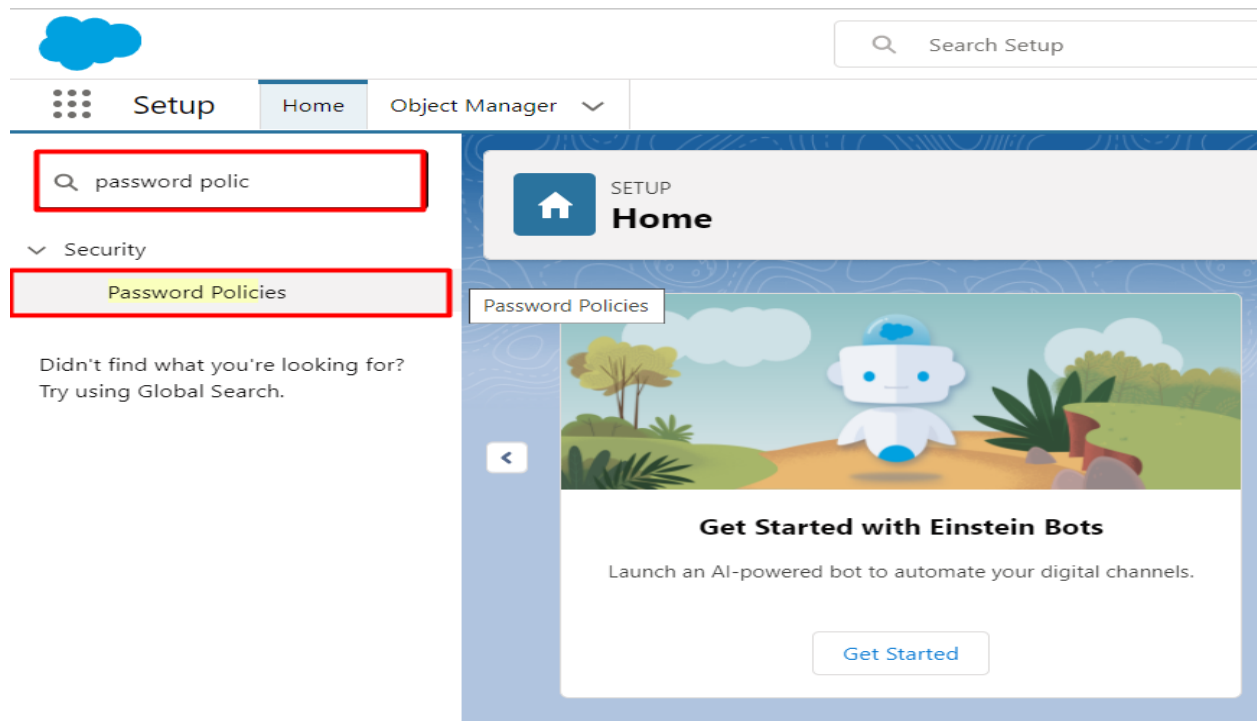 Search Setup
Setup
Home
Object Manager
password polic
Security
Password Policies
Didn't find what you're looking for?
Try using Global Search.
SETUP
Home
Password Policies
Get Started with Einstein Bots
Launch an AI-powered bot to automate your digital channels.
Get Started